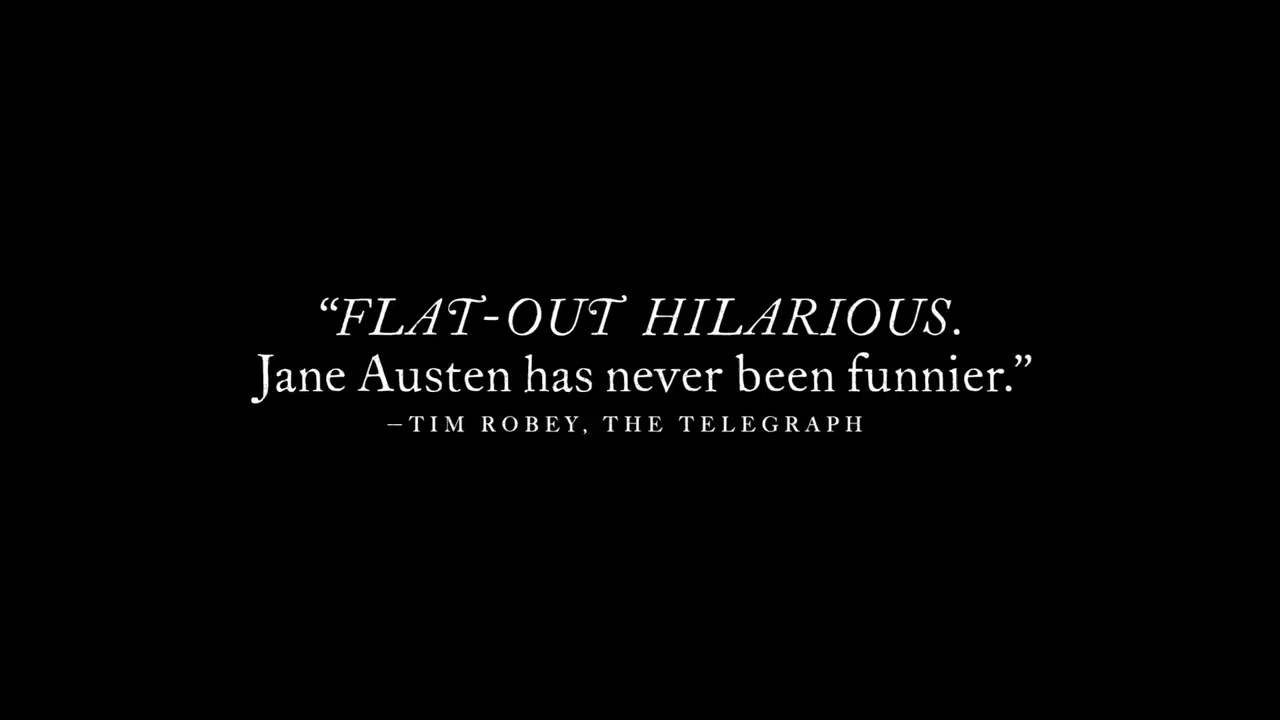 “FLAT-OUT HILARIOUS.
Jane Austen has never been funnier.”
–TIM ROBEY, THE TELEGRAPH